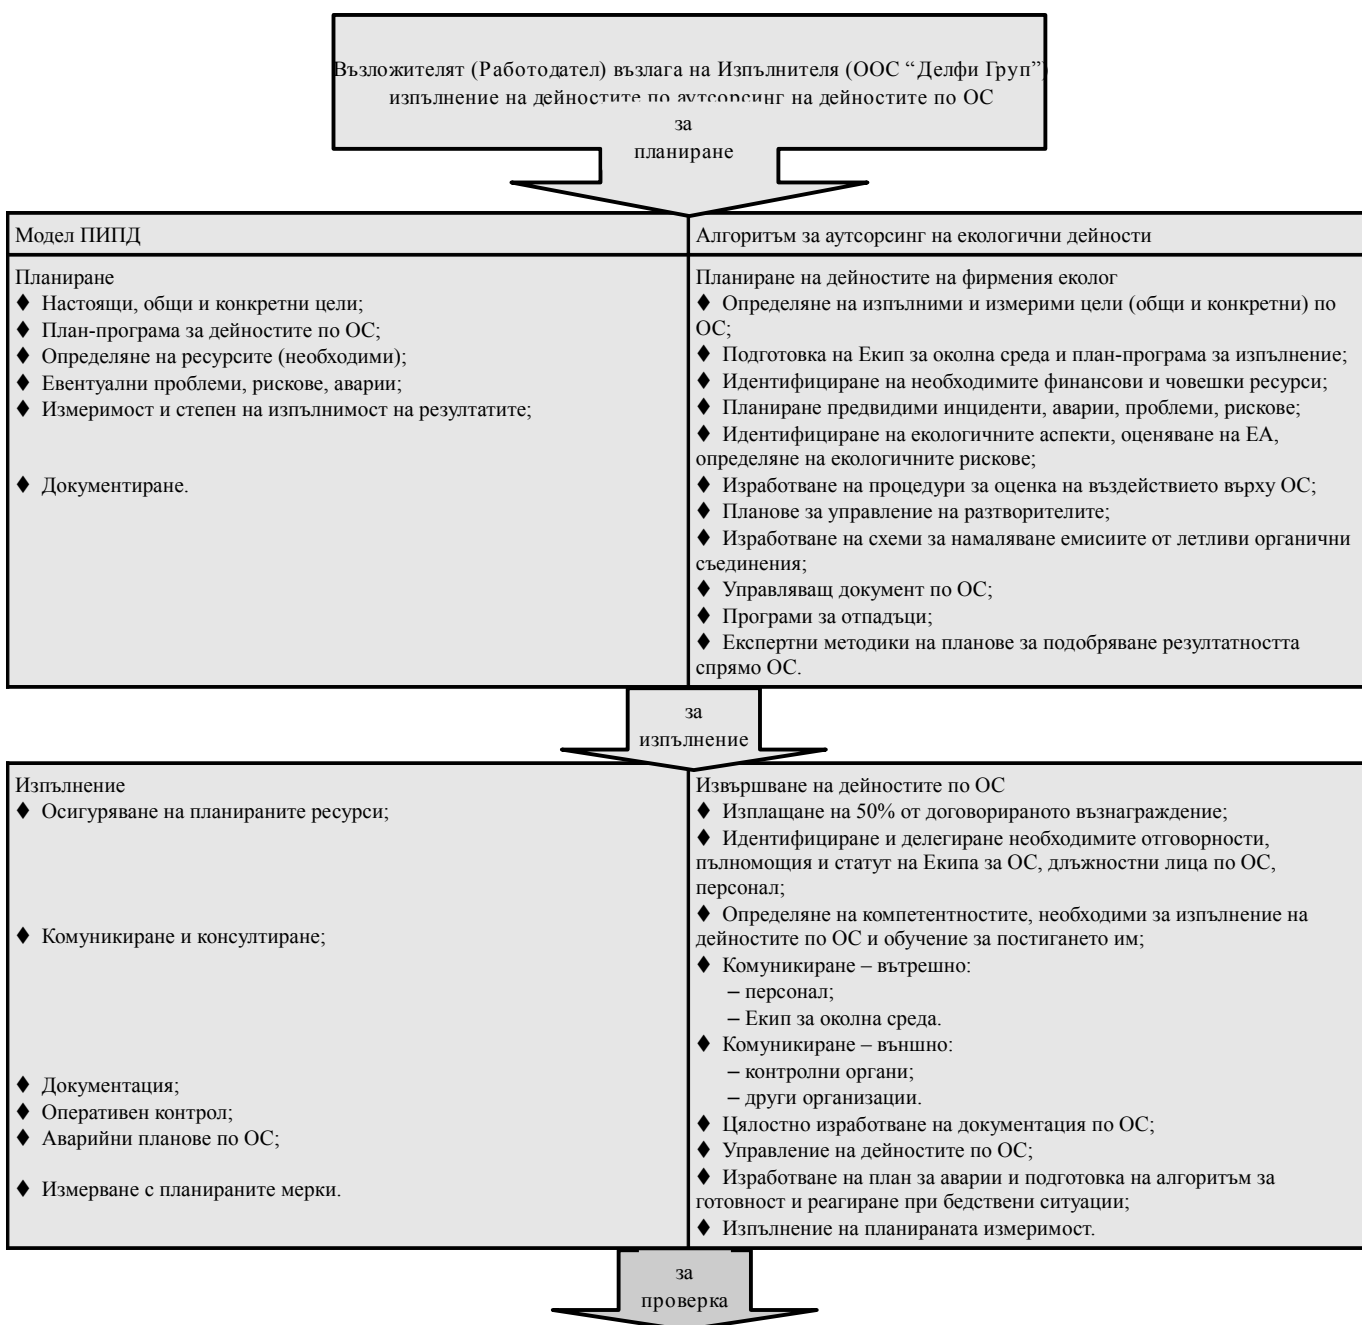 Възложителят (Работодател) възлага на Изпълнителя (ООС “Делфи Груп”)
изпълнение на дейностите по аутсорсинг на дейностите по ОС
за
планиране
Модел ПИПД
Алгоритъм за аутсорсинг на екологични дейности
Планиране
♦ Настоящи, общи и конкретни цели;
♦ План-програма за дейностите по ОС;
♦ Определяне на ресурсите (необходими);
♦ Евентуални проблеми, рискове, аварии;
♦ Измеримост и степен на изпълнимост на резултатите;
♦ Документиране.
Планиране на дейностите на фирмения еколог
♦ Определяне на изпълними и измерими цели (общи и конкретни) по
ОС;
♦ Подготовка на Екип за околна среда и план-програма за изпълнение;
♦ Идентифициране на необходимите финансови и човешки ресурси;
♦ Планиране предвидими инциденти, аварии, проблеми, рискове;
♦ Идентифициране на екологичните аспекти, оценяване на ЕА,
определяне на екологичните рискове;
♦ Изработване на процедури за оценка на въздействието върху ОС;
♦ Планове за управление на разтворителите;
♦ Изработване на схеми за намаляване емисиите от летливи органични
съединения;
♦ Управляващ документ по ОС;
♦ Програми за отпадъци;
♦ Експертни методики на планове за подобряване резултатността
спрямо ОС.
за
изпълнение
Изпълнение
♦ Осигуряване на планираните ресурси;
♦ Комуникиране и консултиране;
♦ Документация;
♦ Оперативен контрол;
♦ Аварийни планове по ОС;
♦ Измерване с планираните мерки.
Извършване на дейностите по ОС
♦ Изплащане на 50% от договорираното възнаграждение;
♦ Идентифициране и делегиране необходимите отговорности,
пълномощия и статут на Екипа за ОС, длъжностни лица по ОС,
персонал;
♦ Определяне на компетентностите, необходими за изпълнение на
дейностите по ОС и обучение за постигането им;
♦ Комуникиране – вътрешно:
– персонал;
– Екип за околна среда.
♦ Комуникиране – външно:
– контролни органи;
– други организации.
♦ Цялостно изработване на документация по ОС;
♦ Управление на дейностите по ОС;
♦ Изработване на план за аварии и подготовка на алгоритъм за
готовност и реагиране при бедствени ситуации;
♦ Изпълнение на планираната измеримост.
за
проверка